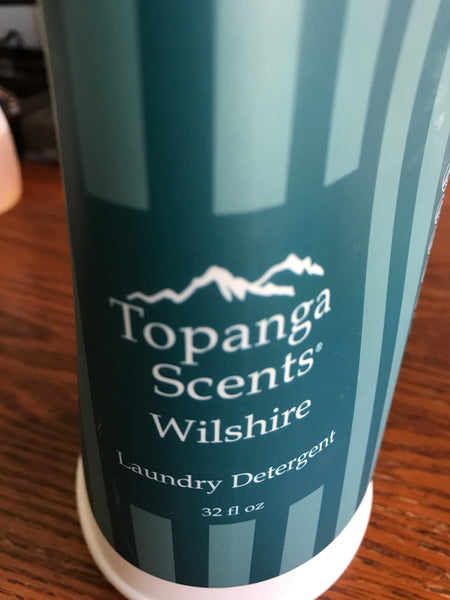 Topanga
Scents®
Wilshire
Laundry Detergent
32 fl oz